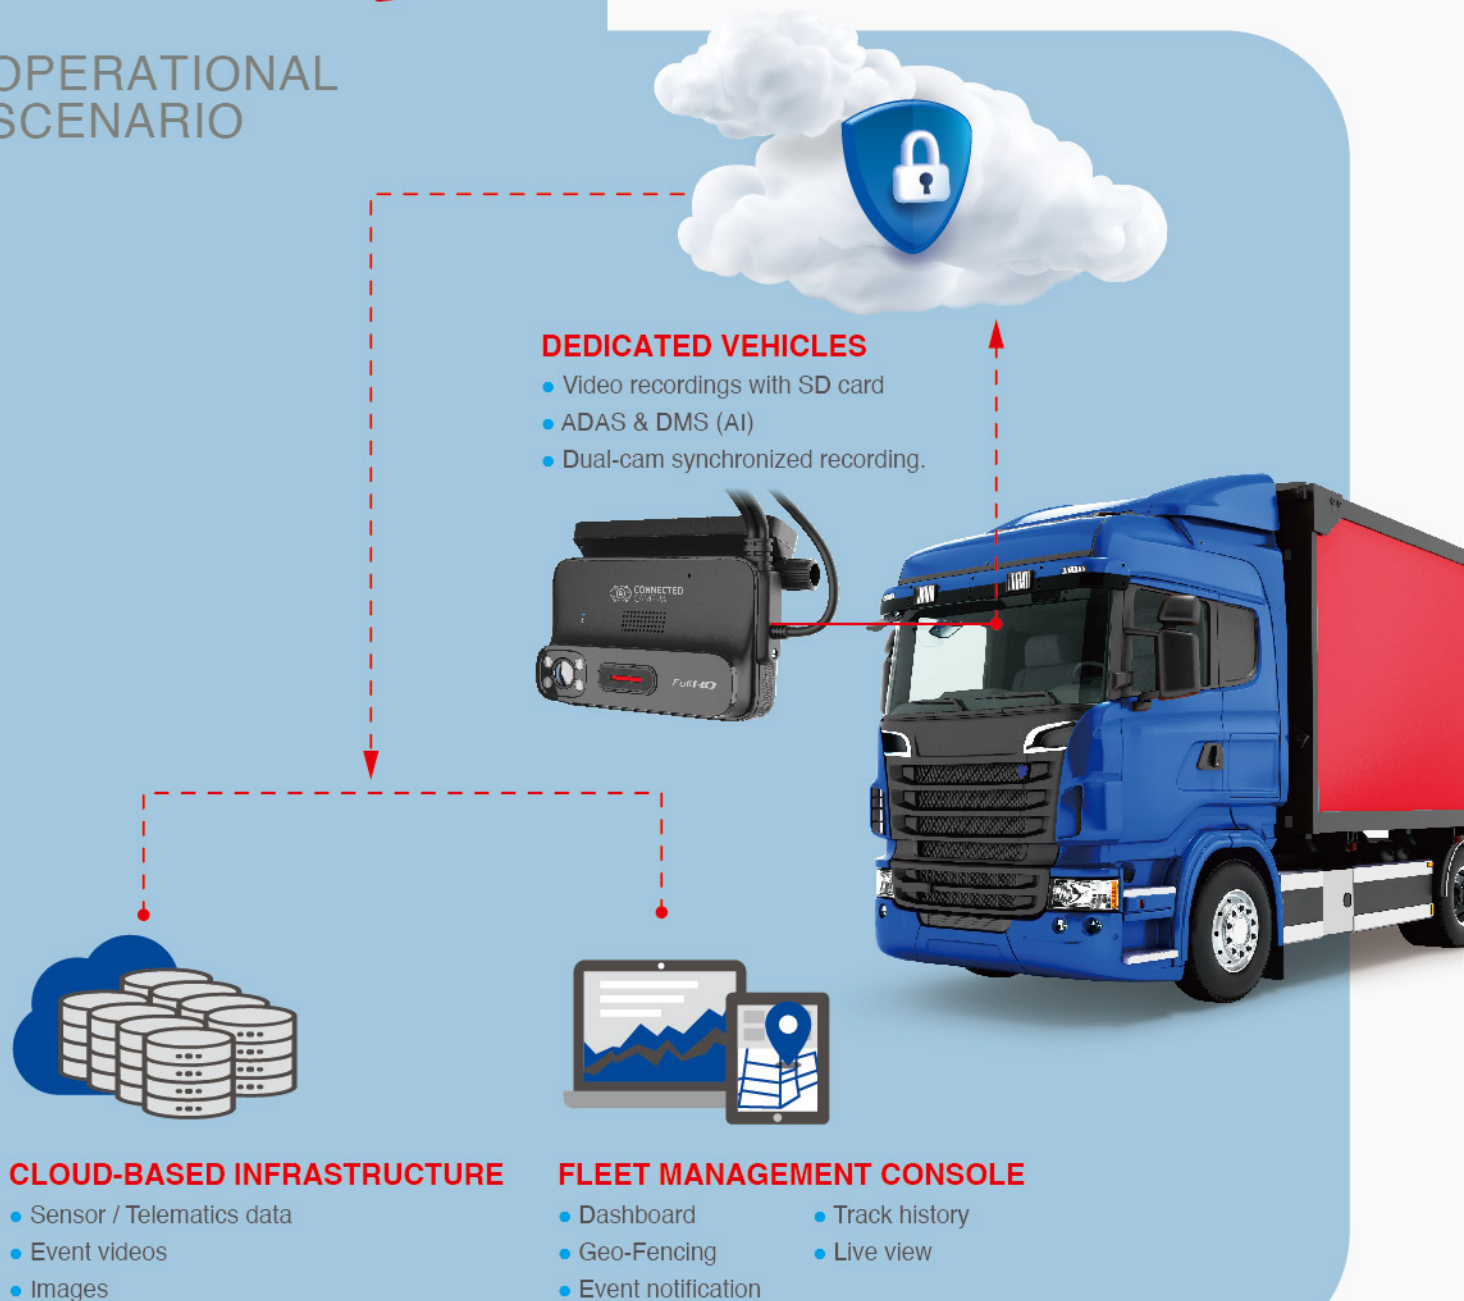 OPERATIONAL
SCENARIO
DEDICATED VEHICLES
Video recordings with SD card
ADAS & DMS (AI)
Dual-cam synchronized recording.
CONNECTED
CAMERA
Full HD
CLOUD-BASED INFRASTRUCTURE
Sensor / Telematics data
Event videos
Images
FLEET MANAGEMENT CONSOLE
Dashboard
Geo-Fencing
Event notification
Track history
Live view